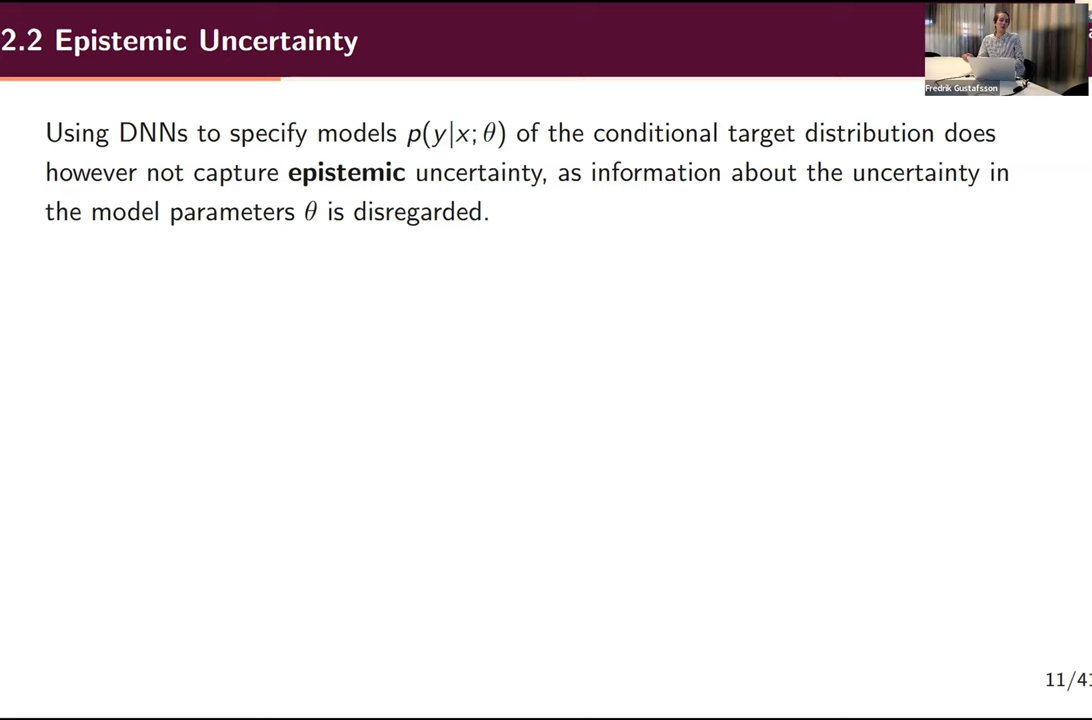 2.2 Epistemic Uncertainty
Fredrik Gustafsson
Using DNNs to specify models p(y|x; θ) of the conditional target distribution does
however not capture epistemic uncertainty, as information about the uncertainty in
the model parameters θ is disregarded.
11/41